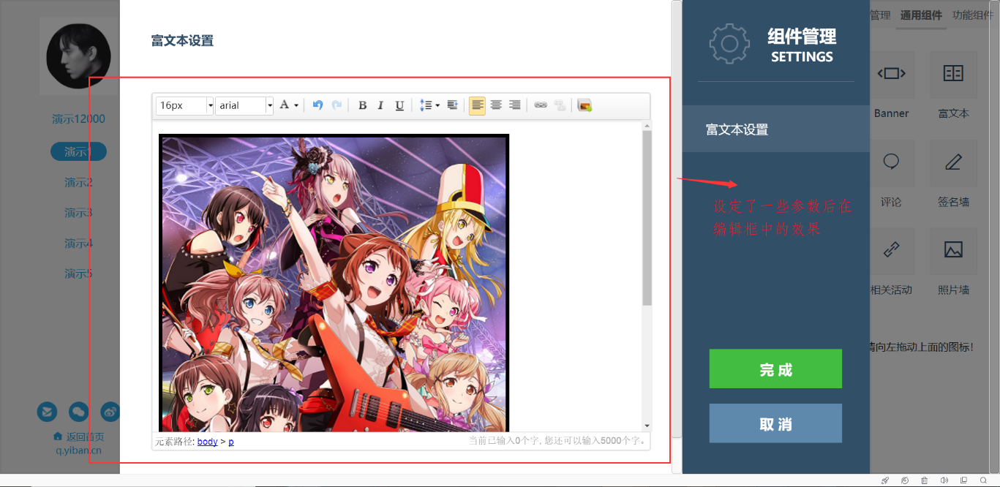 演示12000
演示1
演示2
演示3
演示4
演示5
返回首页
q.yiban.cn
富文本设置
16px
arial
A
B I U
元素路径: body > p
当前已输入0个字, 您还可以输入5000个字。
组件管理
SETTINGS
富文本设置
设定了一些参数后在
编辑框中的效果
完 成
取 消
管理 通用组件 功能组件
Banner 富文本
评论 签名墙
相关活动 照片墙
请向左拖动上面的图标!